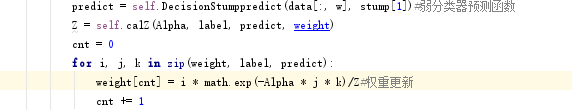 predict = self.DecisionStumppredict(data[:, w], stump[1])#弱分类器预测函数
Z = self.calZ(Alpha, label, predict, weight)
cnt = 0
for i, j, k in zip(weight, label, predict):
weight[cnt] = i * math.exp(-Alpha * j * k)/Z#权重更新
cnt += 1